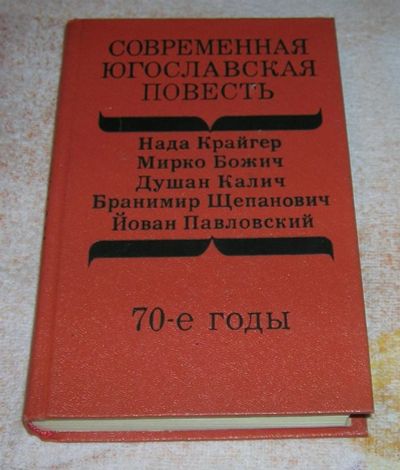 СОВРЕМЕННАЯ
ЮГОСЛАВСКАЯ
ПОВЕСТЬ
Нада Крайгер
Мирко Божич
Душан Калич
Бранимир Щепанович
Йован Павловский
70-е годы